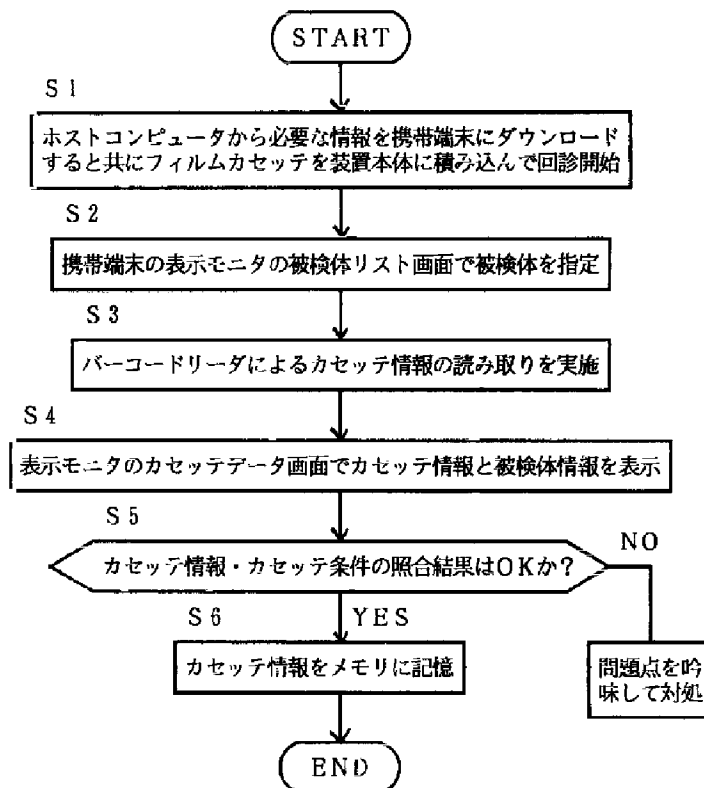 START
S1
ホストコンピュータから必要な情報を携帯端末にダウンロード
すると共にフィルムカセッテを装置本体に積み込んで回診開始
S2
携帯端末の表示モニタの被検体リスト画面で被検体を指定
S3
バーコードリーダによるカセッテ情報の読み取りを実施
S4
表示モニタのカセッテデータ画面でカセッテ情報と被検体情報を表示
S5
カセッテ情報・カセッテ条件の照合結果はOKか?
NO
S6
YES
カセッテ情報をメモリに記憶
問題点を吟
味して対処
END